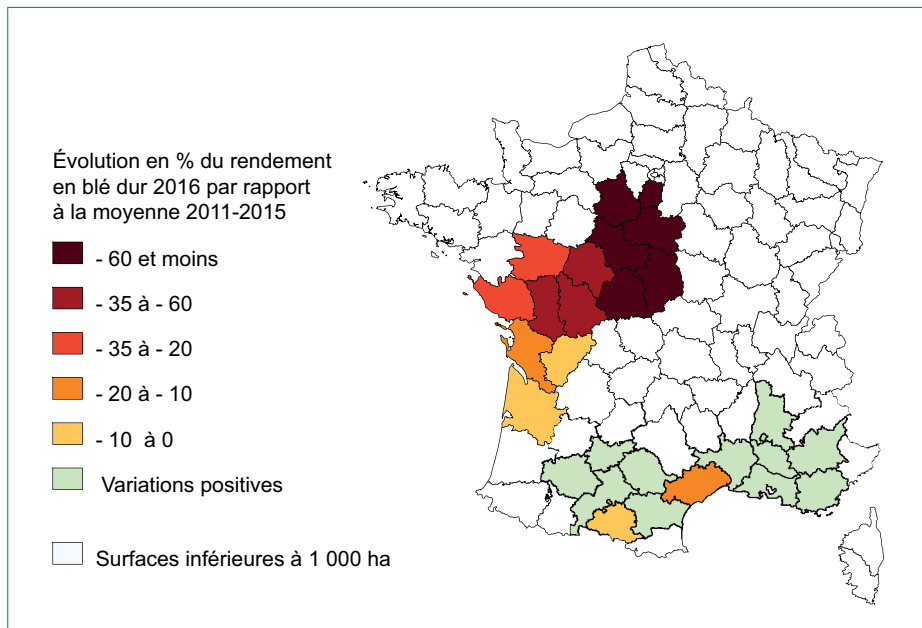 Évolution en % du rendement
en blé dur 2016 par rapport
à la moyenne 2011-2015
- 60 et moins
- 35 à - 60
- 35 à - 20
- 20 à - 10
- 10 à 0
Variations positives
Surfaces inférieures à 1 000 ha